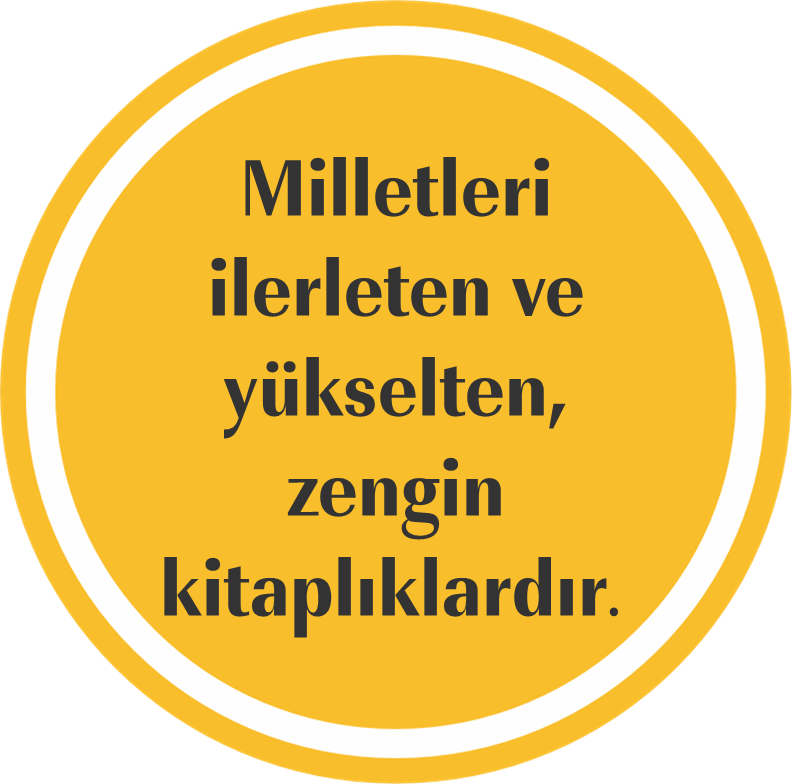 Milletleri
ilerleten ve
yükselten,
zengin
kitaplıklardır.